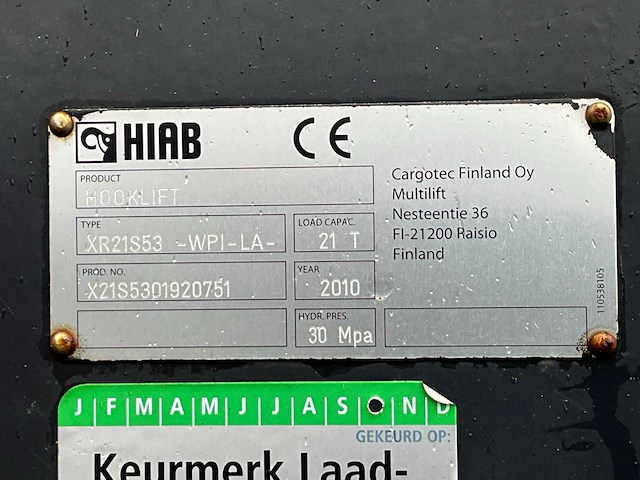 HIAB CE
PRODUCT
HOOKLIFT
TYPE
XR21S53 -WPI-LA-
LOAD CAPAC.
21 T
PROD. NO.
X21S5301920751
YEAR
2010
HYDR. PRES.
30 Mpa
Cargotec Finland Oy
Multilift
Nesteentie 36
FI-21200 Raisio
Finland
110538105
J F M A M J J A S N D
GEKEURD OP:
Keurmerk Laad-